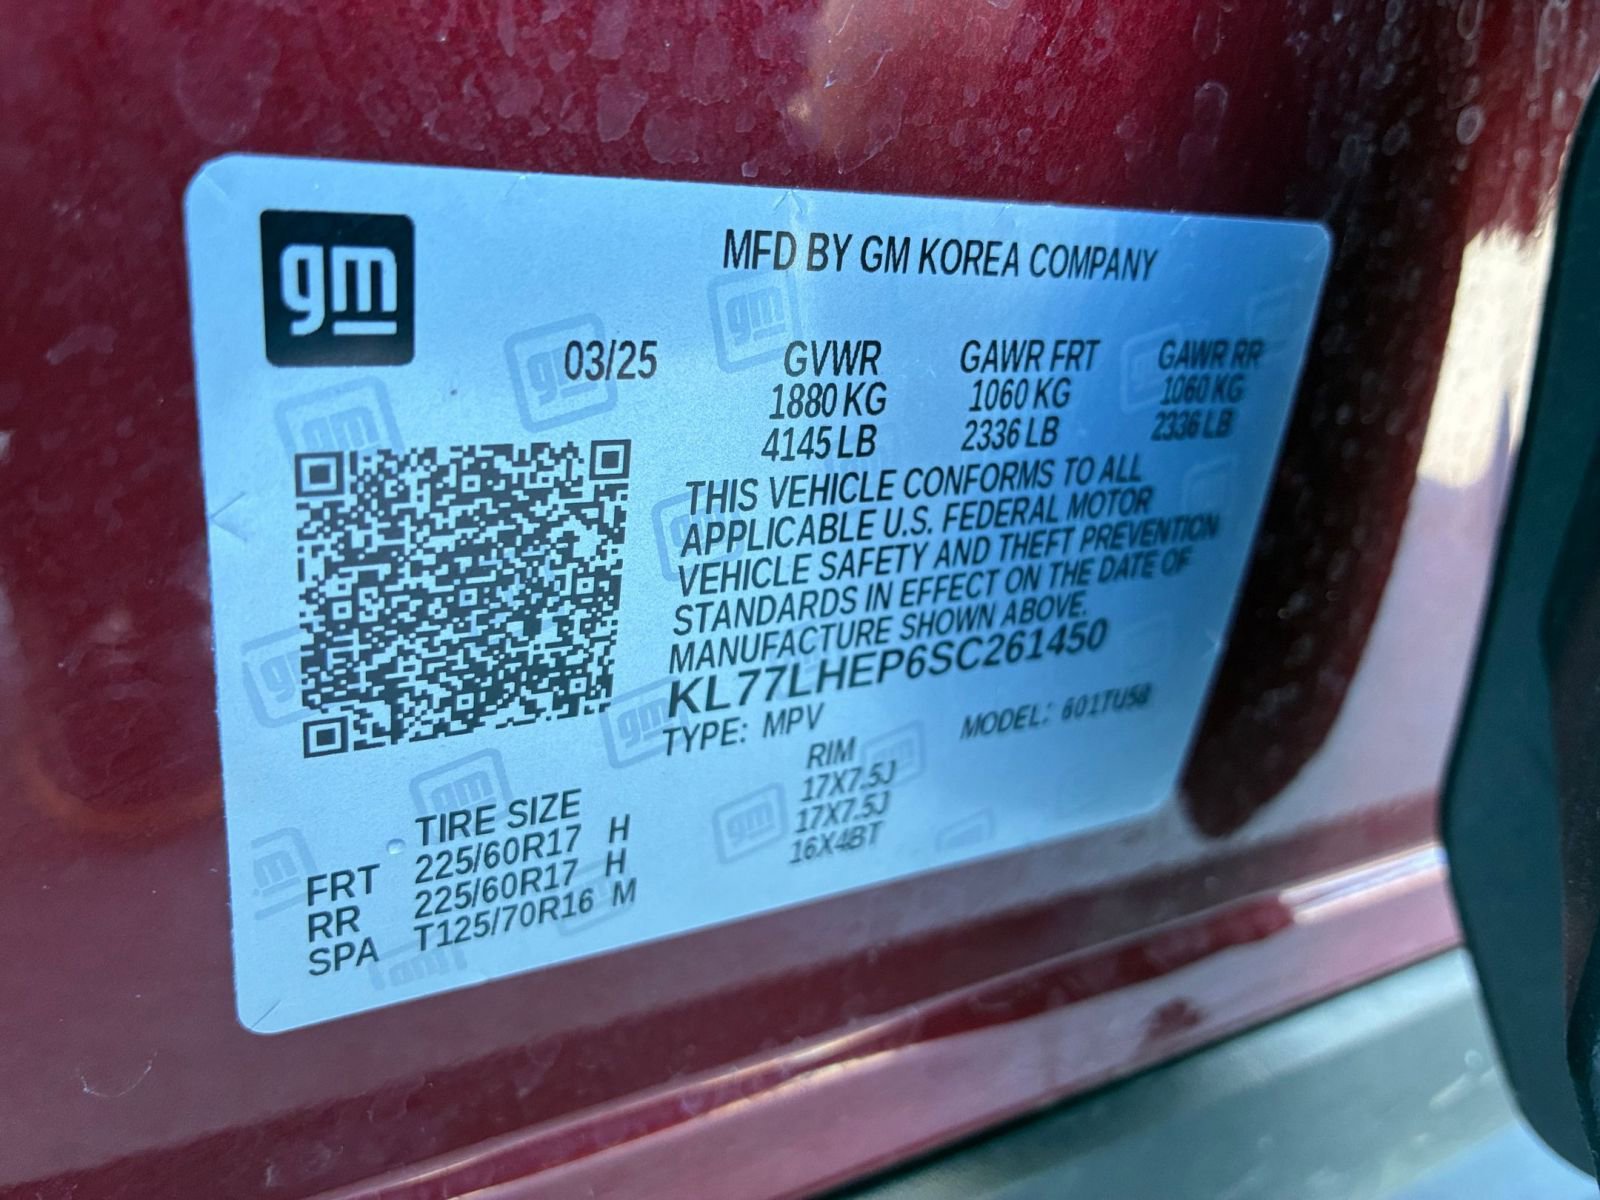 gm
MFD BY GM KOREA COMPANY
03/25 GVWR GAWR FRT GAWR RR
1880 KG 1060 KG 1060 KG
4145 LB 2336 LB 2336 LB
THIS VEHICLE CONFORMS TO ALL
APPLICABLE U.S. FEDERAL MOTOR
VEHICLE SAFETY AND THEFT PREVENTION
STANDARDS IN EFFECT ON THE DATE OF
MANUFACTURE SHOWN ABOVE.
KL77LHEP6SC261450
TYPE: MPV MODEL: 601TU58
TIRE SIZE RIM
FRT 225/60R17 H 17X7.5J
RR 225/60R17 H 17X7.5J
SPA T125/70R16 M 16X4BT